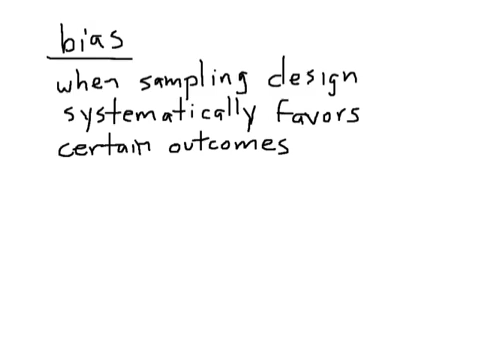 bias
when sampling design
systematically favors
certain outcomes